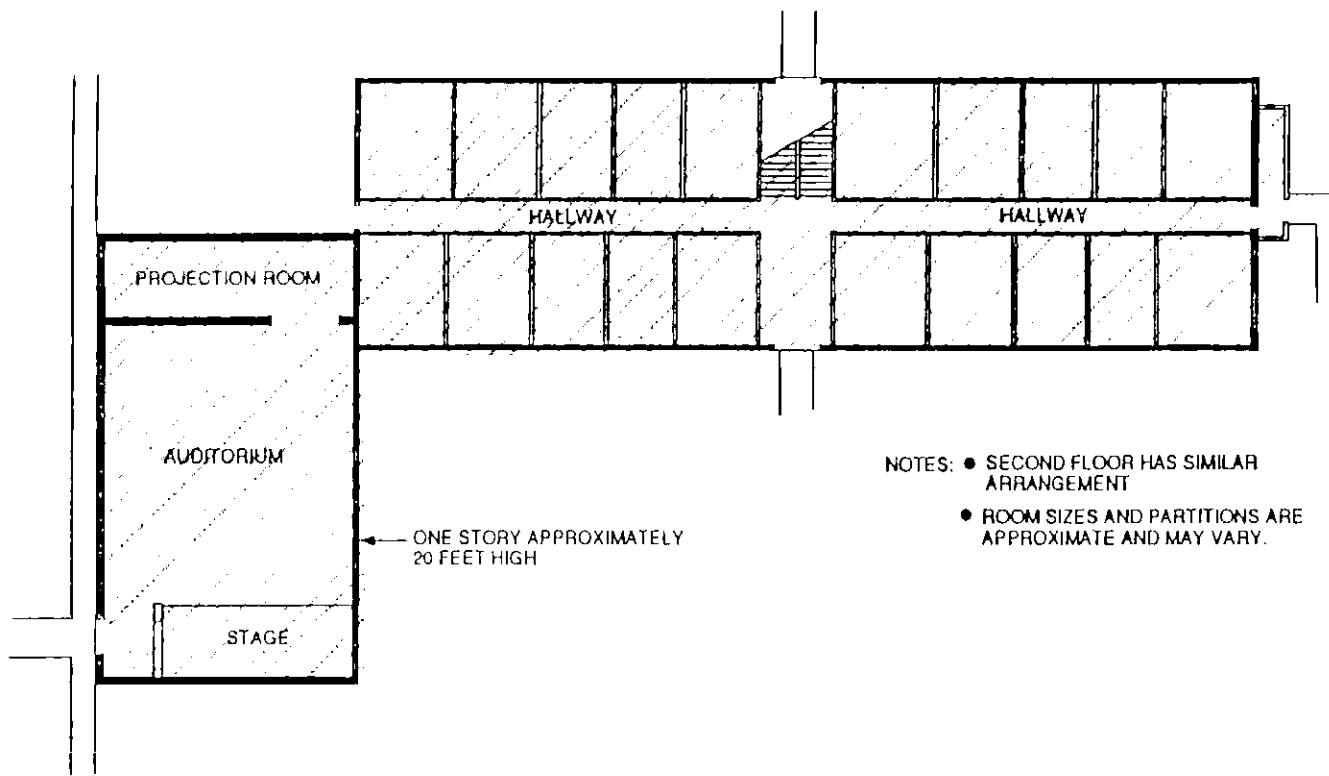 HALLWAY
HALLWAY
PROJECTION ROOM
AUDITORIUM
NOTES: ● SECOND FLOOR HAS SIMILAR
ARRANGEMENT
● ROOM SIZES AND PARTITIONS ARE
APPROXIMATE AND MAY VARY.
ONE STORY APPROXIMATELY
20 FEET HIGH
STAGE